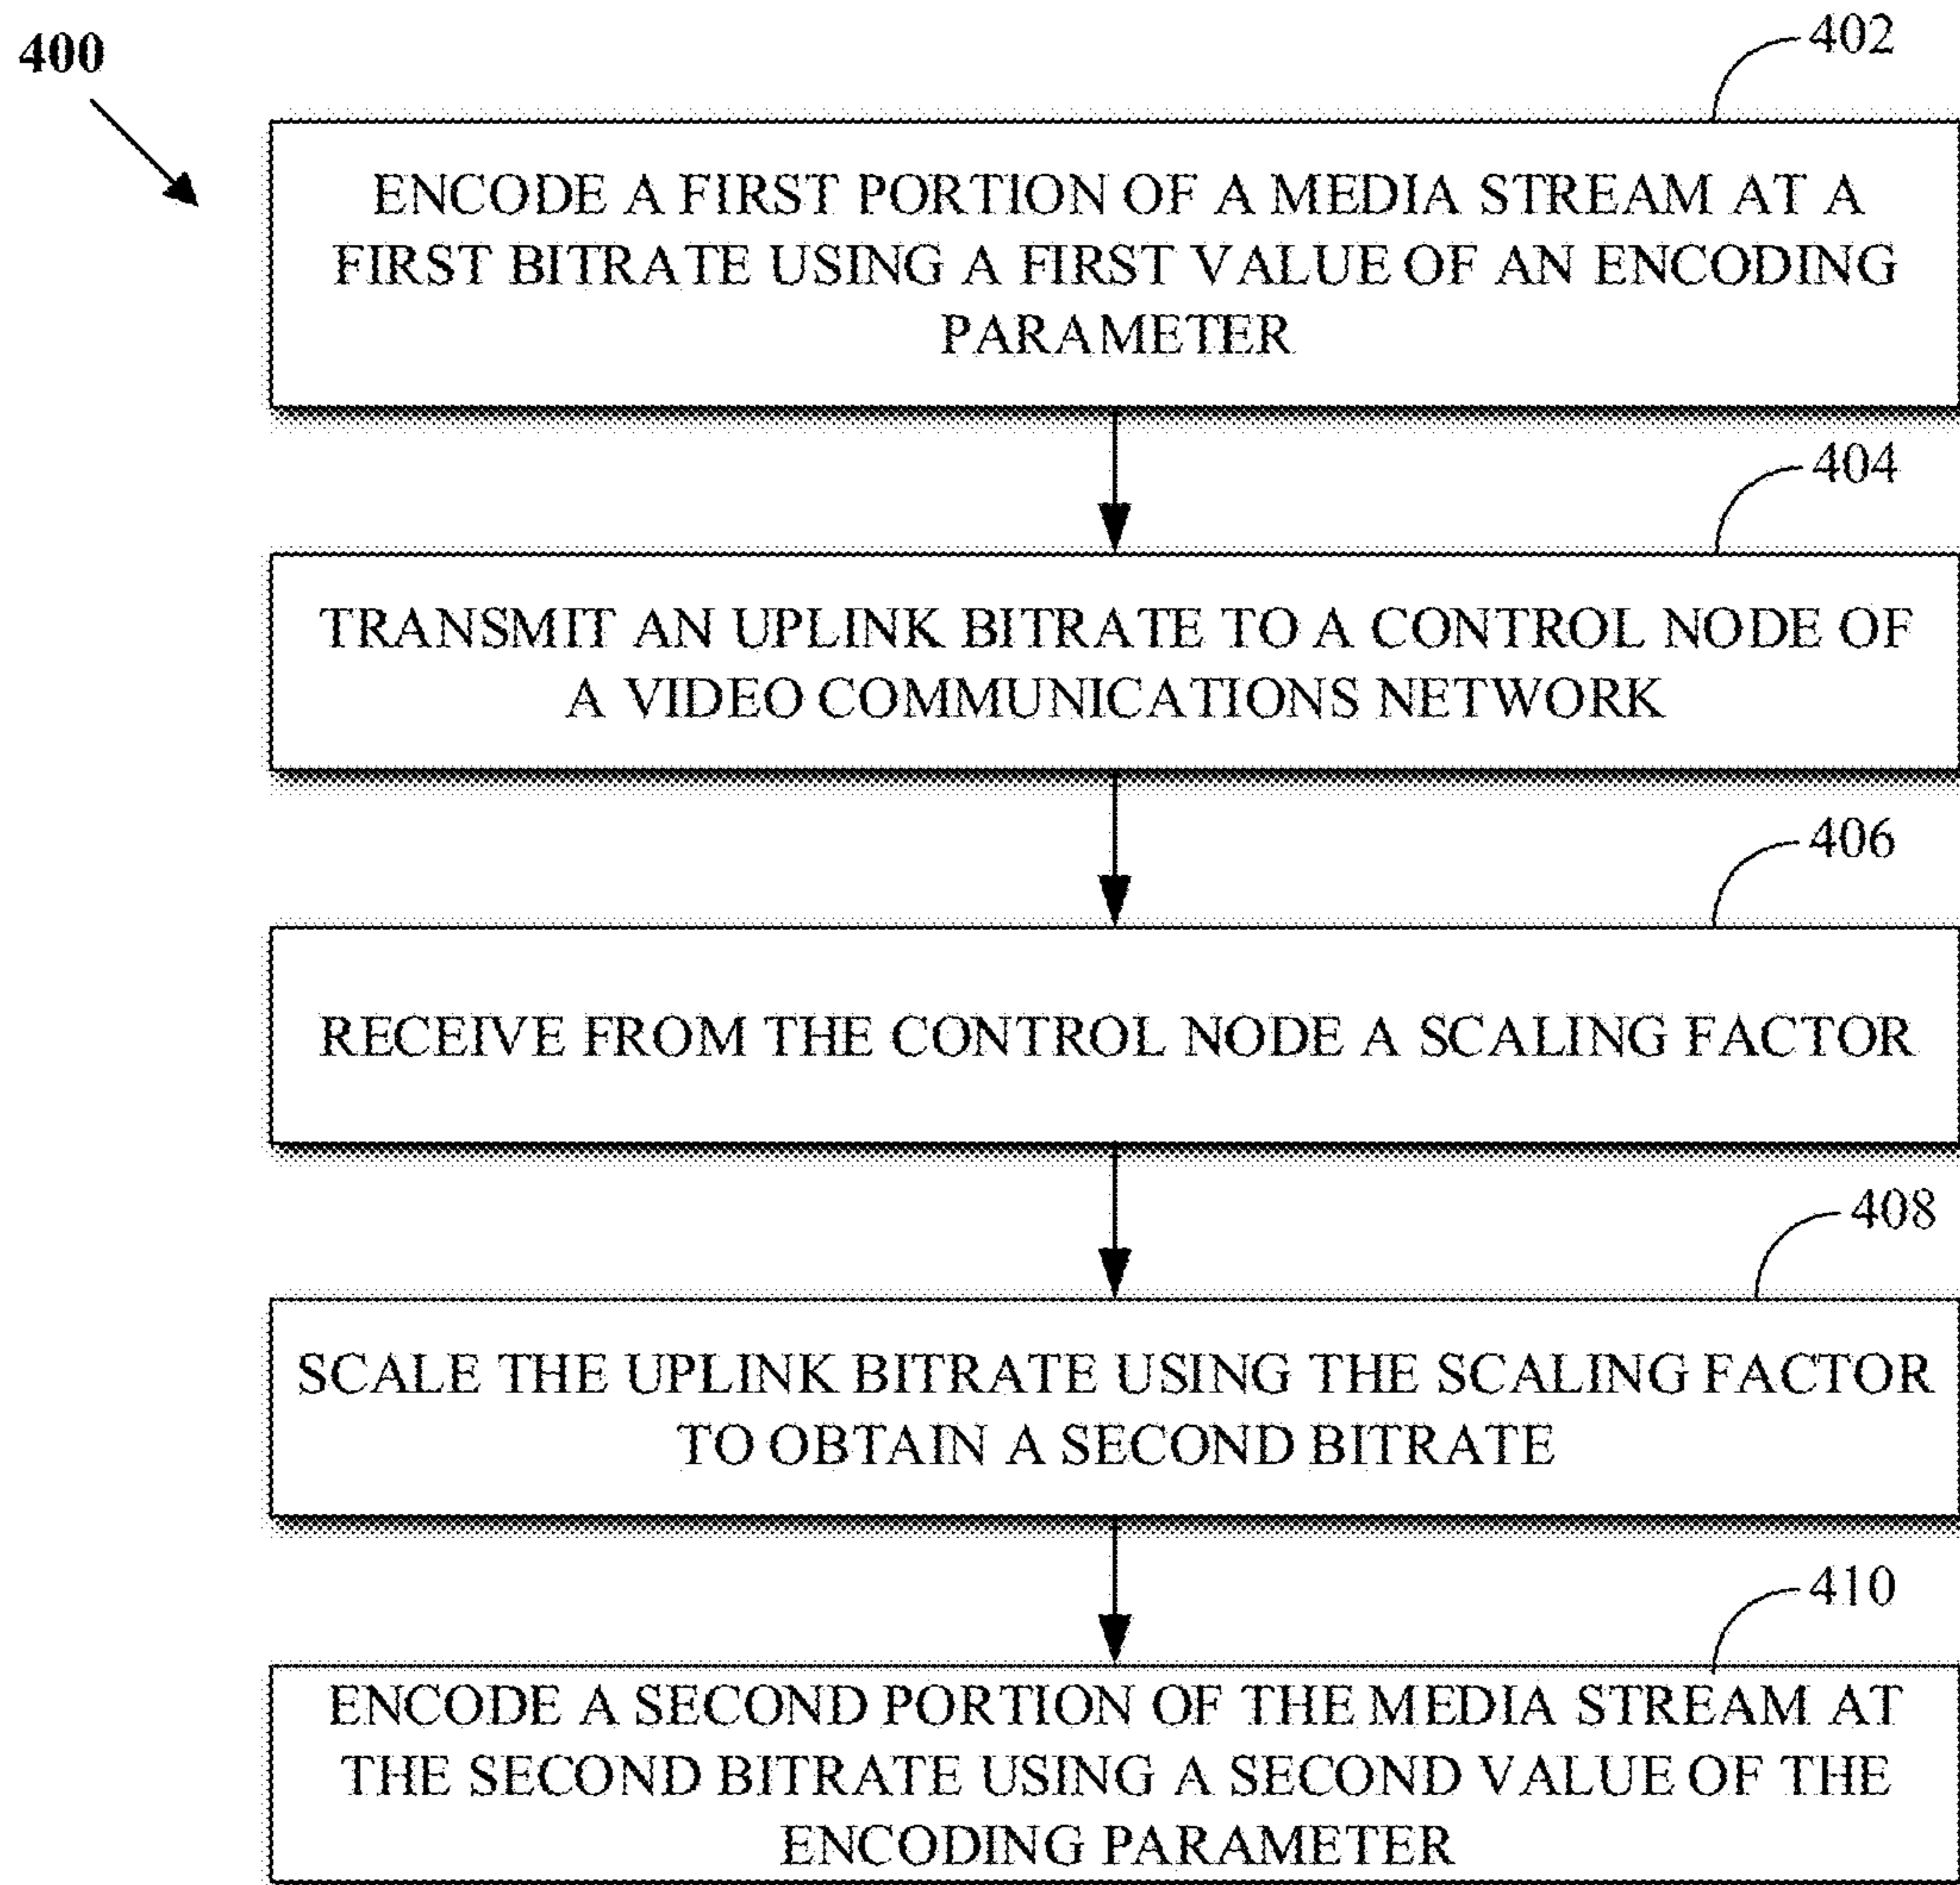 400
402
ENCODE A FIRST PORTION OF A MEDIA STREAM AT A
FIRST BITRATE USING A FIRST VALUE OF AN ENCODING
PARAMETER
404
TRANSMIT AN UPLINK BITRATE TO A CONTROL NODE OF
A VIDEO COMMUNICATIONS NETWORK
406
RECEIVE FROM THE CONTROL NODE A SCALING FACTOR
408
SCALE THE UPLINK BITRATE USING THE SCALING FACTOR
TO OBTAIN A SECOND BITRATE
410
ENCODE A SECOND PORTION OF THE MEDIA STREAM AT
THE SECOND BITRATE USING A SECOND VALUE OF THE
ENCODING PARAMETER